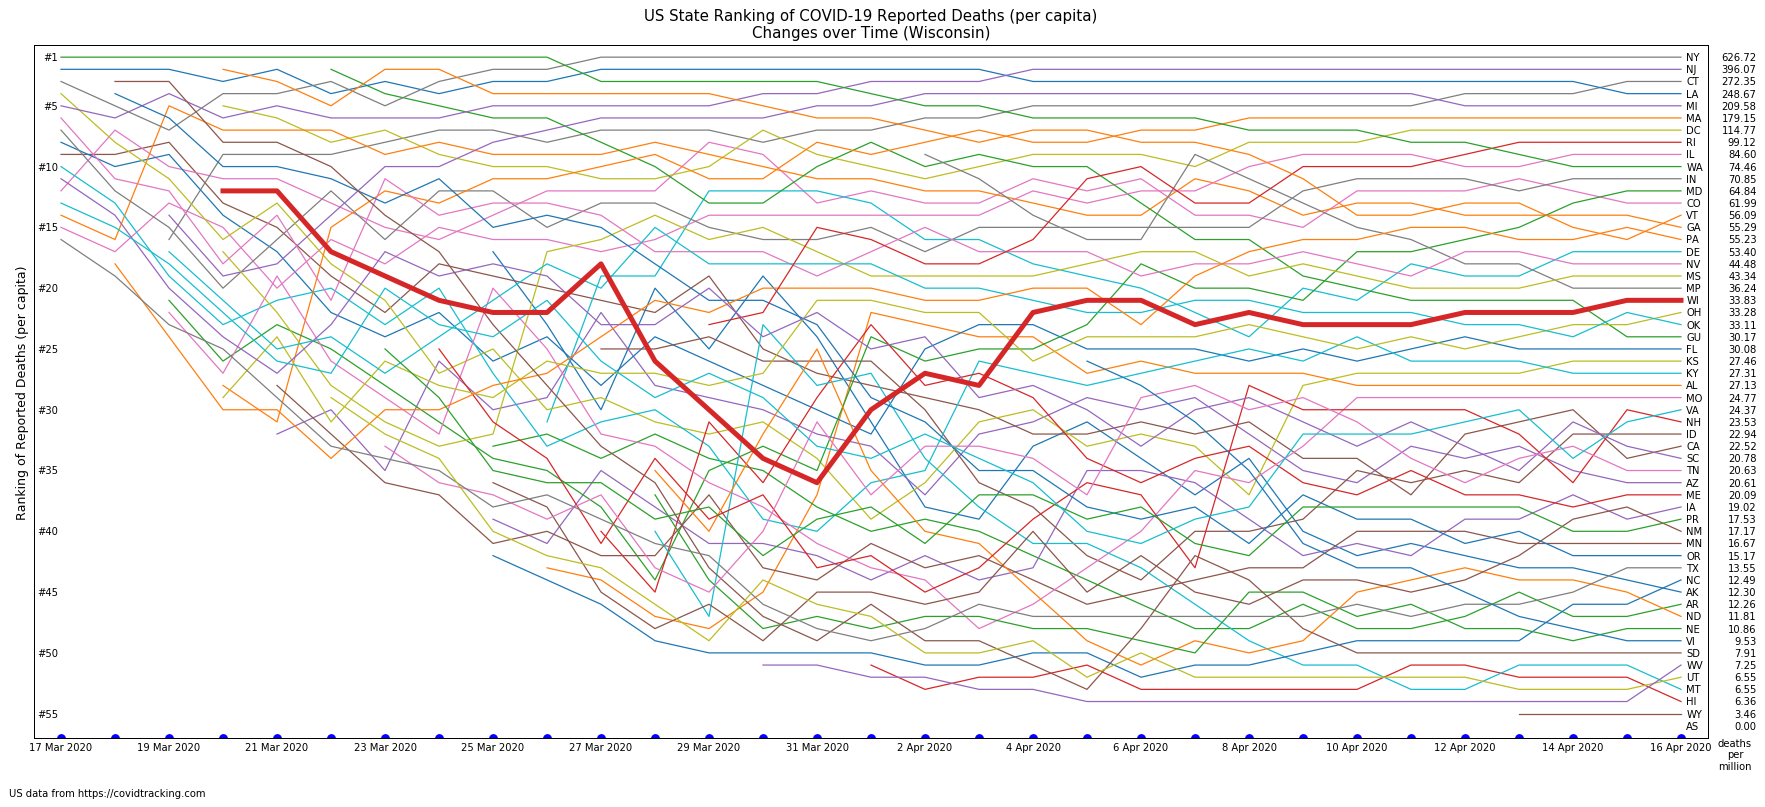 US State Ranking of COVID-19 Reported Deaths (per capita)
Changes over Time (Wisconsin)
Ranking of Reported Deaths (per capita)
#1
#5
#10
#15
#20
#25
#30
#35
#40
#45
#50
#55
NY 626.72
NJ 396.07
CT 272.35
LA 248.67
MI 209.58
MA 179.15
DC 114.77
RI 99.12
IL 84.60
WA 74.46
IN 70.85
MD 64.84
CO 61.99
VT 56.09
GA 55.29
PA 55.23
DE 53.40
NV 44.48
MS 43.34
MP 36.24
WI 33.83
OH 33.28
OK 33.11
GU 30.17
FL 30.08
KS 27.46
KY 27.31
AL 27.13
MO 24.77
VA 24.37
NH 23.53
ID 22.94
CA 22.52
SC 20.78
TN 20.63
AZ 20.61
ME 20.09
IA 19.02
PR 17.53
NM 17.17
MN 16.67
OR 15.17
TX 13.55
NC 12.49
AK 12.30
AR 12.26
ND 11.81
NE 10.86
VI 9.53
SD 7.91
WV 7.25
UT 6.55
MT 6.55
HI 6.36
WY 3.46
AS 0.00
17 Mar 2020 19 Mar 2020 21 Mar 2020 23 Mar 2020 25 Mar 2020 27 Mar 2020 29 Mar 2020 31 Mar 2020 2 Apr 2020 4 Apr 2020 6 Apr 2020 8 Apr 2020 10 Apr 2020 12 Apr 2020 14 Apr 2020 16 Apr 2020
deaths
per
million
US data from https://covidtracking.com